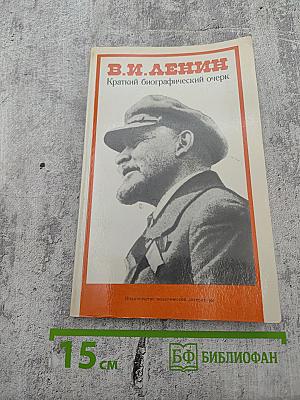 В.И.ЛЕНИН
Краткий биографический очерк
Издательство политической литературы
15 см
БФ БИБЛИОФАН